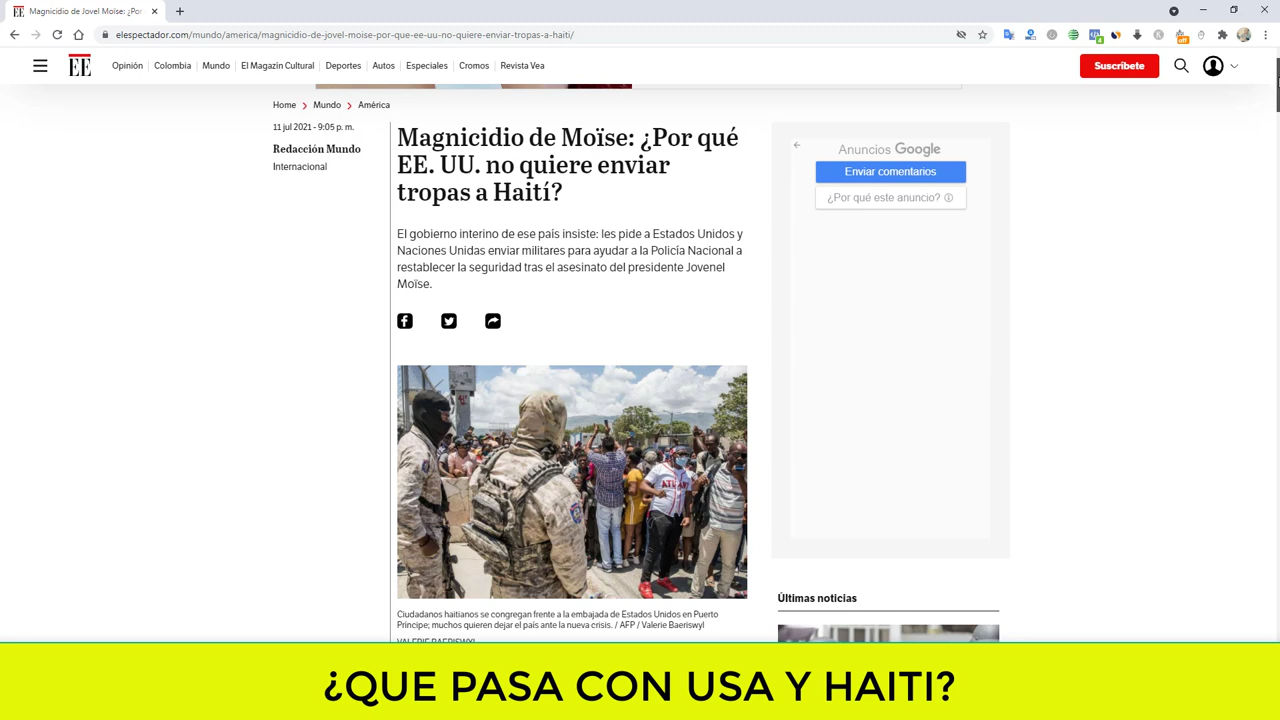 Magnicidio de Jovel Moïse: ¿Por
elespectador.com/mundo/america/magnicidio-de-jovel-moise-por-que-ee-uu-no-quiere-enviar-tropas-a-haiti/
EE
Opinión
Colombia
Mundo
El Magazín Cultural
Deportes
Autos
Especiales
Cromos
Revista Vea
Suscríbete
Home
Mundo
América
11 jul 2021 - 9:05 p. m.
Redacción Mundo
Internacional
Magnicidio de Moïse: ¿Por qué
EE. UU. no quiere enviar
tropas a Haití?
El gobierno interino de ese país insiste: les pide a Estados Unidos y
Naciones Unidas enviar militares para ayudar a la Policía Nacional a
restablecer la seguridad tras el asesinato del presidente Jovenel
Moïse.
Ciudadanos haitianos se congregan frente a la embajada de Estados Unidos en Puerto
Príncipe; muchos quieren dejar el país ante la nueva crisis. / AFP / Valerie Baeriswyl
VALERIE BAERISWYL
Anuncios Google
Enviar comentarios
¿Por qué este anuncio?
Últimas noticias
¿QUE PASA CON USA Y HAITI?